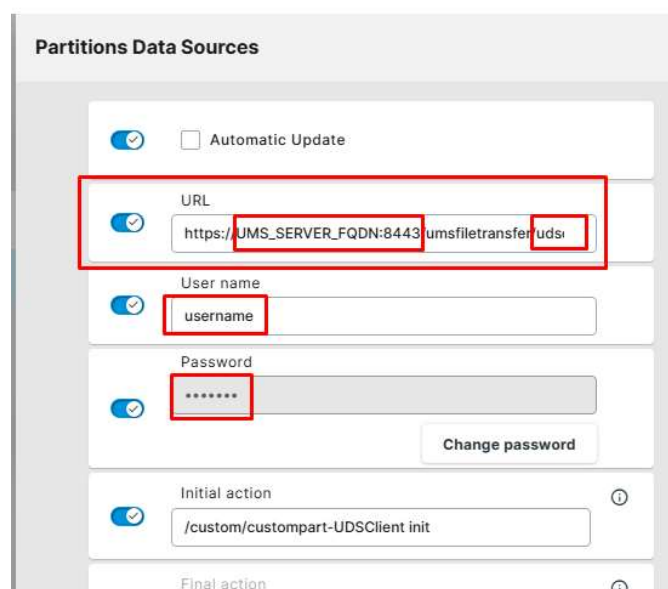 Partitions Data Sources
Automatic Update
URL
https://UMS_SERVER_FQDN:8443/umsfiletransfer/uds
User name
username
Password
•••••••
Change password
Initial action
/custom/custompart-UDSClient init
Final action